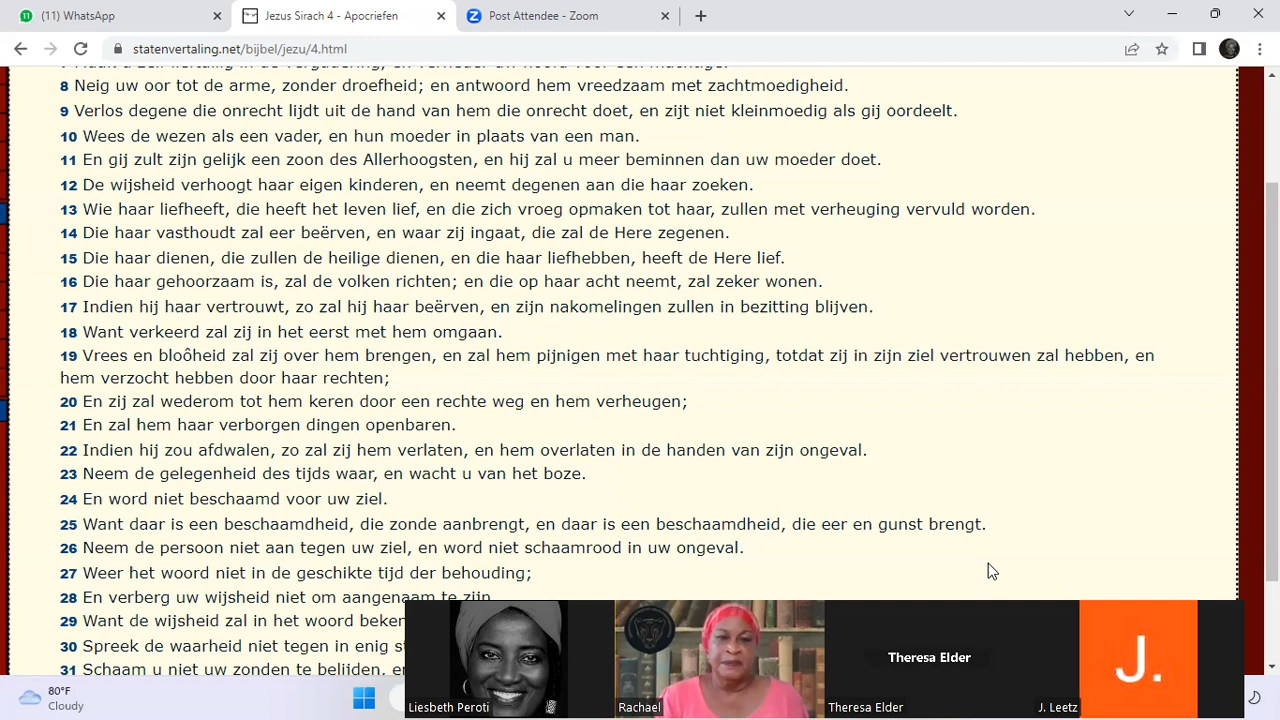 (11) WhatsApp
Jezus Sirach 4 - Apocriefen
Post Attendee - Zoom
statenvertaling.net/bijbel/jezu/4.html
8 Neig uw oor tot de arme, zonder droefheid; en antwoord hem vreedzaam met zachtmoedigheid.
9 Verlos degene die onrecht lijdt uit de hand van hem die onrecht doet, en zijt niet kleinmoedig als gij oordeelt.
10 Wees de wezen als een vader, en hun moeder in plaats van een man.
11 En gij zult zijn gelijk een zoon des Allerhoogsten, en hij zal u meer beminnen dan uw moeder doet.
12 De wijsheid verhoogt haar eigen kinderen, en neemt degenen aan die haar zoeken.
13 Wie haar liefheeft, die heeft het leven lief, en die zich vroeg opmaken tot haar, zullen met verheuging vervuld worden.
14 Die haar vasthoudt zal eer beërven, en waar zij ingaat, die zal de Here zegenen.
15 Die haar dienen, die zullen de heilige dienen, en die haar liefhebben, heeft de Here lief.
16 Die haar gehoorzaam is, zal de volken richten; en die op haar acht neemt, zal zeker wonen.
17 Indien hij haar vertrouwt, zo zal hij haar beërven, en zijn nakomelingen zullen in bezitting blijven.
18 Want verkeerd zal zij in het eerst met hem omgaan.
19 Vrees en bloôheid zal zij over hem brengen, en zal hem pijnigen met haar tuchtiging, totdat zij in zijn ziel vertrouwen zal hebben, en
hem verzocht hebben door haar rechten;
20 En zij zal wederom tot hem keren door een rechte weg en hem verheugen;
21 En zal hem haar verborgen dingen openbaren.
22 Indien hij zou afdwalen, zo zal zij hem verlaten, en hem overlaten in de handen van zijn ongeval.
23 Neem de gelegenheid des tijds waar, en wacht u van het boze.
24 En word niet beschaamd voor uw ziel.
25 Want daar is een beschaamdheid, die zonde aanbrengt, en daar is een beschaamdheid, die eer en gunst brengt.
26 Neem de persoon niet aan tegen uw ziel, en word niet schaamrood in uw ongeval.
27 Weer het woord niet in de geschikte tijd der behouding;
28 En verberg uw wijsheid niet om aangenaam te zijn
29 Want de wijsheid zal in het woord beken
30 Spreek de waarheid niet tegen in enig st
31 Schaam u niet uw zonden te belijden, en
Theresa Elder
J.
Liesbeth Peroti
Rachael
Theresa Elder
J. Leetz
80°F
Cloudy